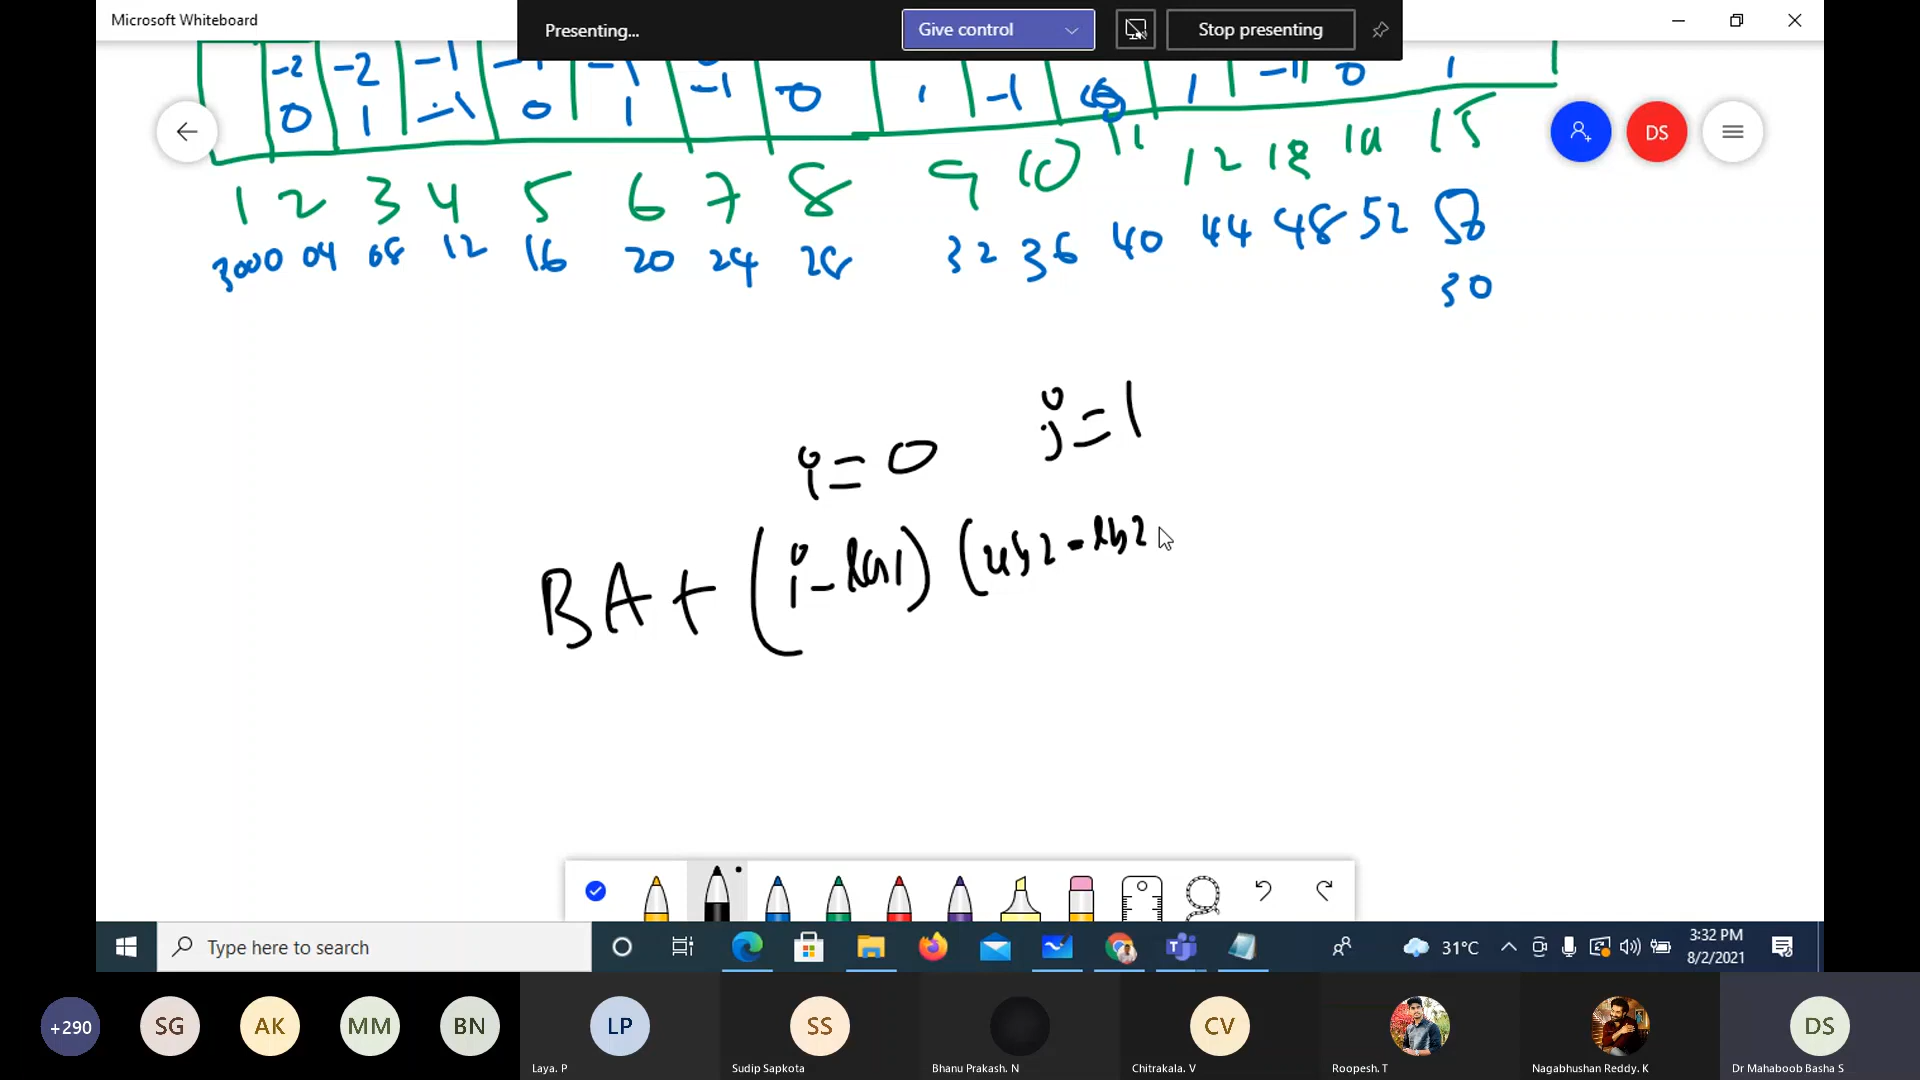 Microsoft Whiteboard
Presenting...
Give control
Stop presenting
-2 -2 -1 -1 -1 1 -1 0 1
0 1 -1 0 1 -1 0 1 -1 1
DS
1 2 3 4 5 6 7 8 9 10 11 12 13 14 15
3000 04 08 12 16 20 24 28 32 36 40 44 48 52 56
30
i=0 j=1
BA+ (i-lb1) (ub2-lb2
Type here to search
31°C
3:32 PM
8/2/2021
+290
SG
AK
MM
BN
LP
SS
CV
DS
Laya. P
Sudip Sapkota
Bhanu Prakash. N
Chitrakala. V
Roopesh. T
Nagabhushan Reddy. K
Dr Mahaboob Basha S